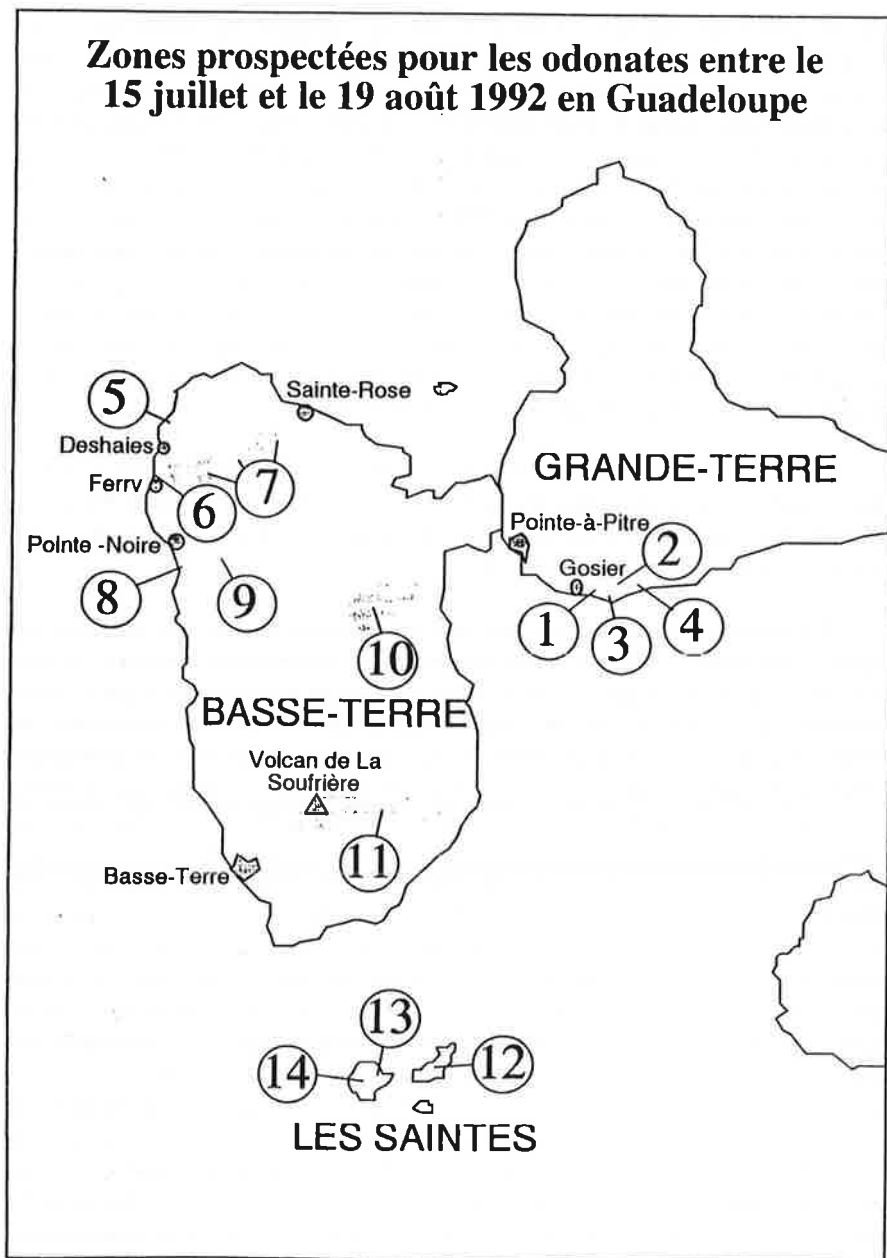 Zones prospectées pour les odonates entre le
15 juillet et le 19 août 1992 en Guadeloupe
5
Sainte-Rose
Deshaies
GRANDE-TERRE
7
Ferrv
6
Pointe-à-Pitre
Pointe -Noire
2
Gosier
8
9
1
3
4
10
BASSE-TERRE
Volcan de La
Soufrière
11
Basse-Terre
13
14
12
LES SAINTES